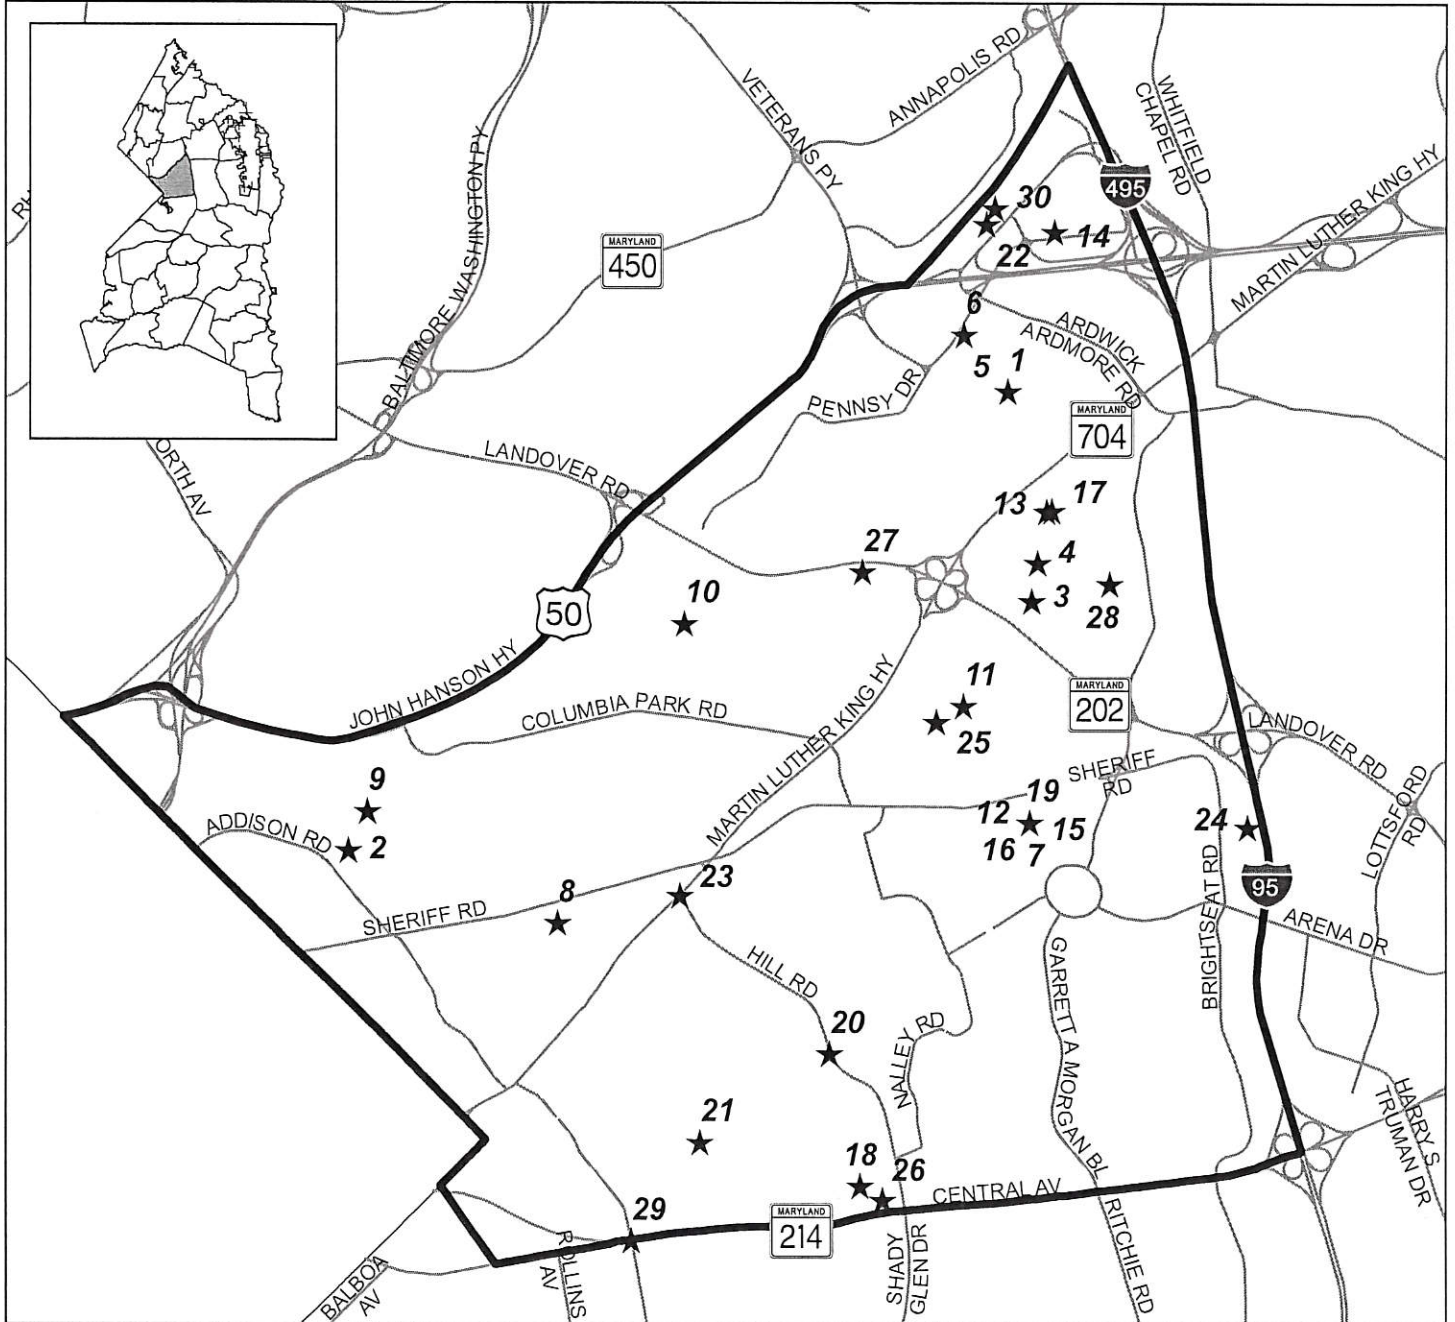 ANNAPOLIS RD
VETERANS PY
WHITFIELD
CHAPEL RD
495
MARTIN LUTHER KING HY
BALTIMORE WASHINGTON PY
MARYLAND
450
30
22
14
6
5
1
ARDWICK
ARDMORE RD
PENNSY DR
MARYLAND
704
ORTH AV
LANDOVER RD
13
17
27
4
3
28
10
50
JOHN HANSON HY
COLUMBIA PARK RD
MARTIN LUTHER KING HY
11
25
MARYLAND
202
LANDOVER RD
SHERIFF
RD
9
ADDISON RD
2
19
12
15
16
7
24
LOTTSFORD
RD
95
8
23
SHERIFF RD
BRIGHTSEAT RD
ARENA DR
HILL RD
GARRETT A MORGAN BL
20
NALLEY RD
21
HARRY S
TRUMAN DR
18
26
CENTRAL AV
29
MARYLAND
214
ROLLINS
AV
BALBOA
AV
SHADY
GLEN DR
RITCHIE RD